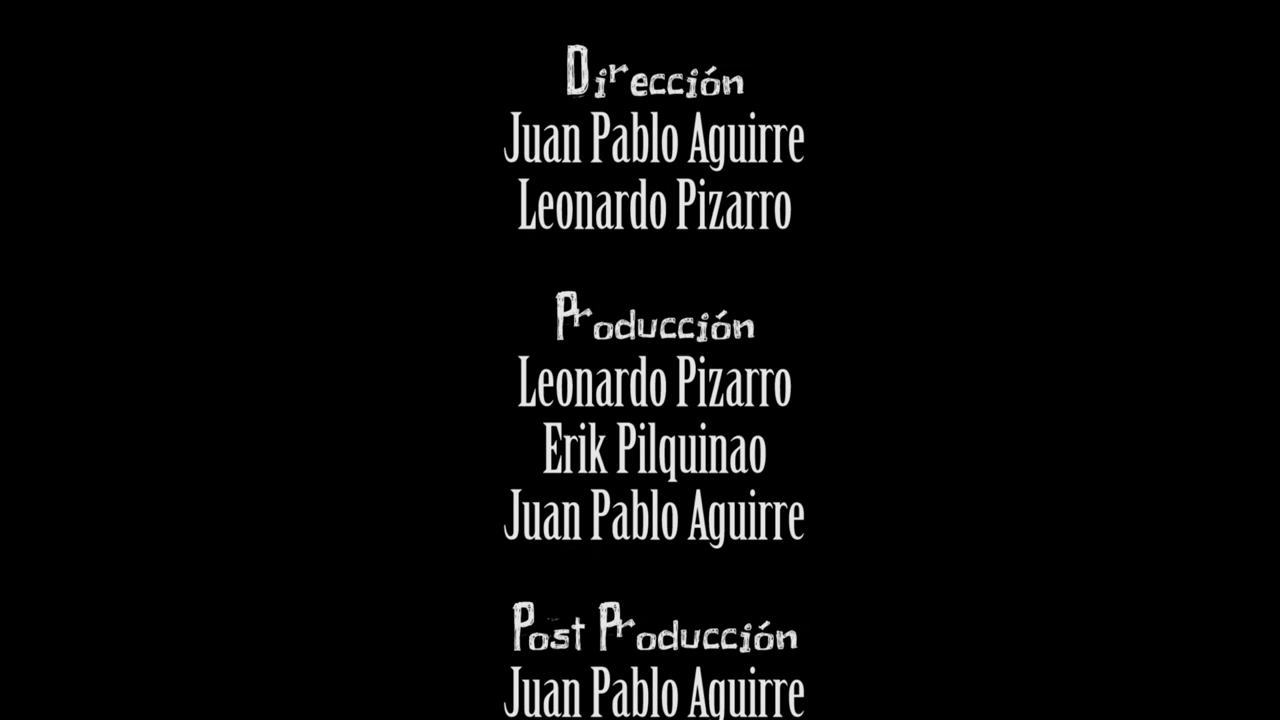 Dirección
Juan Pablo Aguirre
Leonardo Pizarro
Producción
Leonardo Pizarro
Erik Pilquinao
Juan Pablo Aguirre
Post Producción
Juan Pablo Aguirre